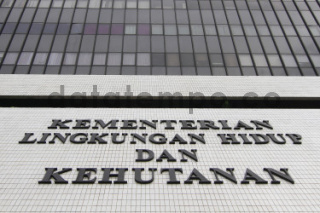 datatempo.co
KEMENTERIAN
LINGKUNGAN HIDUP
DAN
KEHUTANAN